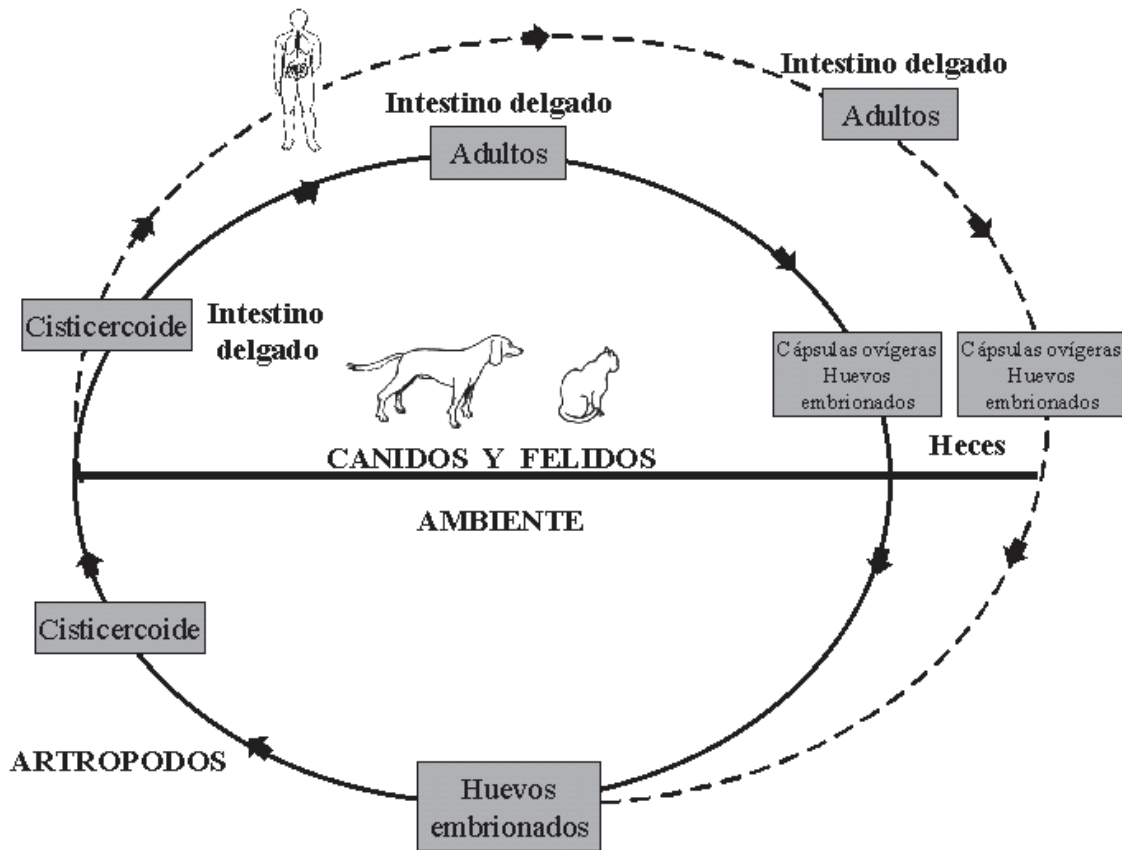 Intestino delgado
Adultos
Intestino delgado
Adultos
Cisticercoide
Intestino
delgado
Cápsulas ovígeras
Huevos
embrionados
Cápsulas ovígeras
Huevos
embrionados
Heces
CANIDOS Y FELIDOS
AMBIENTE
Cisticercoide
ARTROPODOS
Huevos
embrionados